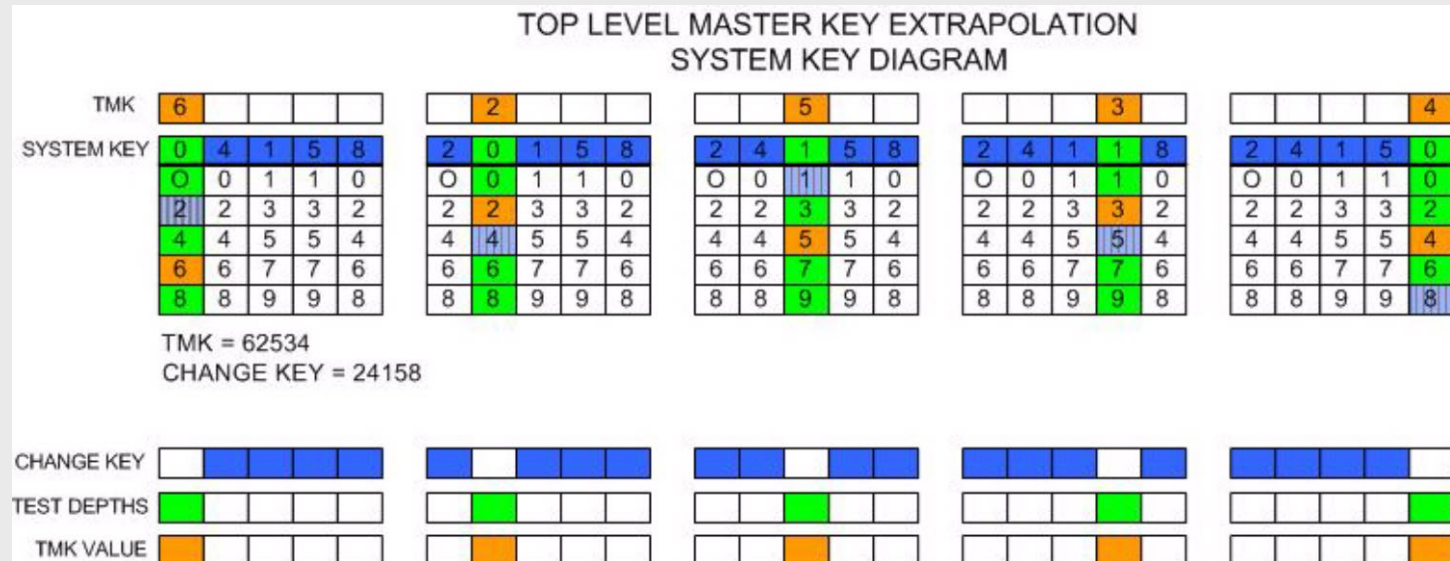 TOP LEVEL MASTER KEY EXTRAPOLATION
SYSTEM KEY DIAGRAM
TMK 6 2 5 3 4
SYSTEM KEY 0 4 1 5 8 2 0 1 5 8 2 4 1 5 8 2 4 1 1 8 2 4 1 5 0
O 0 1 1 0 O 0 1 1 0 O 0 1 1 0 O 0 1 1 0 O 0 1 1 0
2 2 3 3 2 2 2 3 3 2 2 2 3 3 2 2 2 3 3 2 2 2 3 3 2
4 4 5 5 4 4 4 5 5 4 4 4 5 5 4 4 4 5 5 4 4 4 5 5 4
6 6 7 7 6 6 6 7 7 6 6 6 7 7 6 6 6 7 7 6 6 6 7 7 6
8 8 9 9 8 8 8 9 9 8 8 8 9 9 8 8 8 9 9 8 8 8 9 9 8
TMK = 62534
CHANGE KEY = 24158
CHANGE KEY
TEST DEPTHS
TMK VALUE